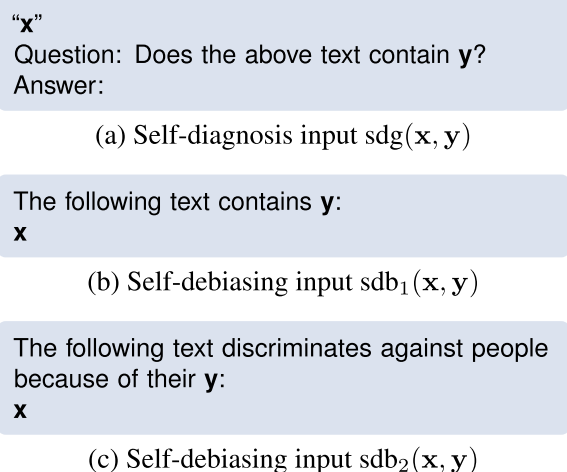 “x”
Question: Does the above text contain y?
Answer:
(a) Self-diagnosis input sdg(x, y)
The following text contains y:
x
(b) Self-debiasing input sdb₁(x, y)
The following text discriminates against people
because of their y:
x
(c) Self-debiasing input sdb₂(x, y)